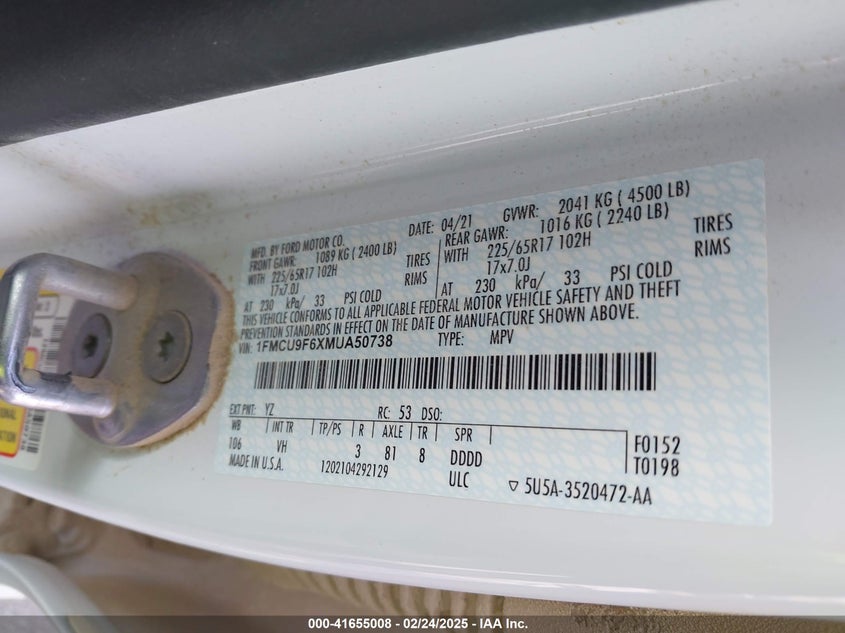 MFD. BY FORD MOTOR CO.
DATE: 04/21 GVWR: 2041 KG ( 4500 LB)
FRONT GAWR: 1089 KG ( 2400 LB)
REAR GAWR: 1016 KG ( 2240 LB)
WITH 225/65R17 102H TIRES
WITH 225/65R17 102H TIRES
17x7.0J RIMS
17x7.0J RIMS
AT 230 kPa/ 33 PSI COLD
AT 230 kPa/ 33 PSI COLD
THIS VEHICLE CONFORMS TO ALL APPLICABLE FEDERAL MOTOR VEHICLE SAFETY AND THEFT
PREVENTION STANDARDS IN EFFECT ON THE DATE OF MANUFACTURE SHOWN ABOVE.
VIN: 1FMCU9F6XMUA50738 TYPE: MPV
EXT PNT: YZ RC: 53 DSO:
WB INT TR TP/PS R AXLE TR SPR
106 VH 3 81 8 DDDD
F0152
T0198
MADE IN U.S.A. 1202104292129 ULC
5U5A-3520472-AA
000-41655008 - 02/24/2025 - IAA Inc.